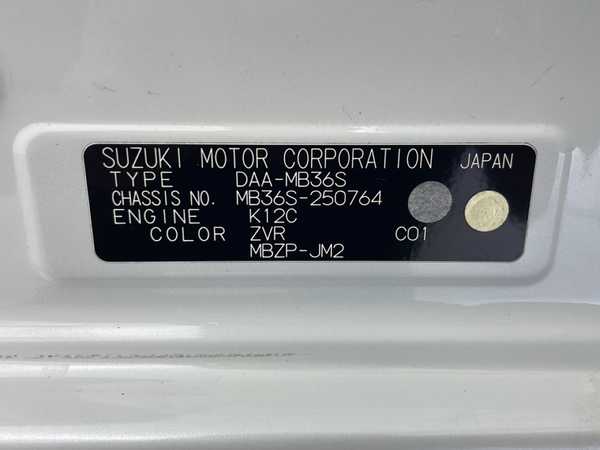 SUZUKI MOTOR CORPORATION JAPAN
TYPE DAA-MB36S
CHASSIS NO. MB36S-250764
ENGINE K12C
COLOR ZVR C01
MBZP-JM2